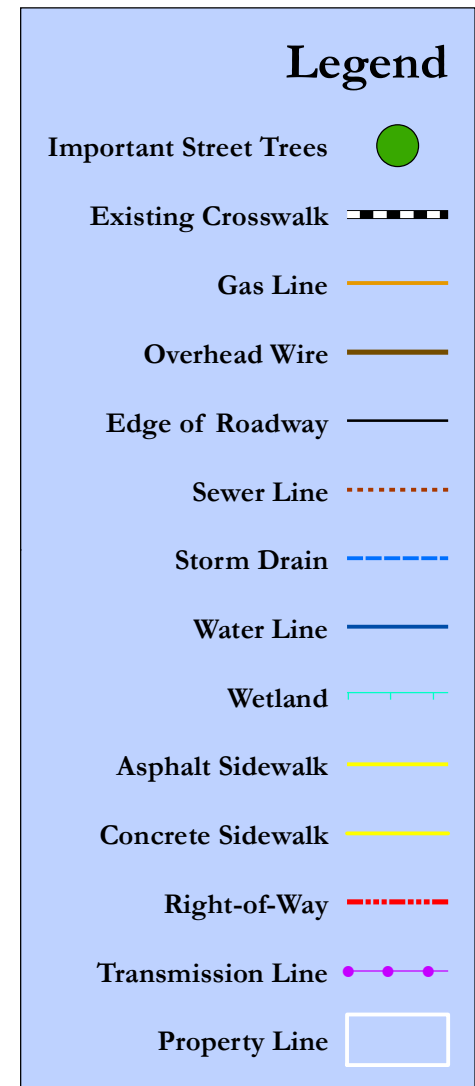 Legend
Important Street Trees
Existing Crosswalk
Gas Line
Overhead Wire
Edge of Roadway
Sewer Line
Storm Drain
Water Line
Wetland
Asphalt Sidewalk
Concrete Sidewalk
Right-of-Way
Transmission Line
Property Line